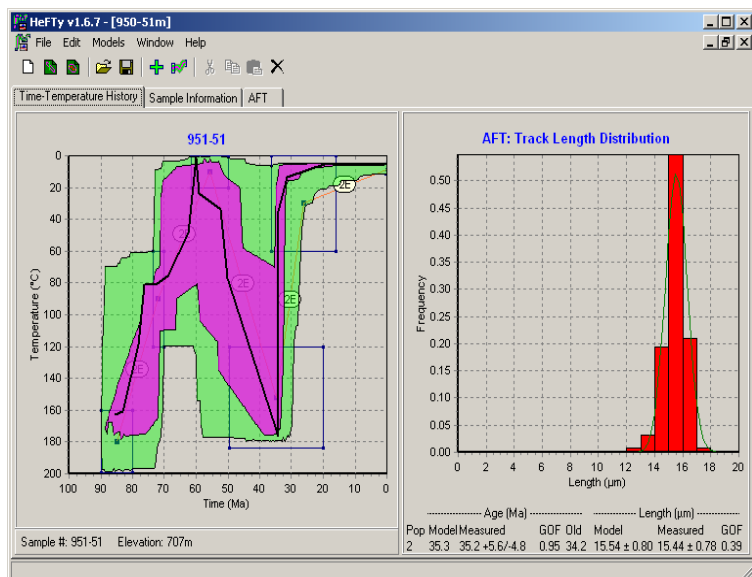 HeFTy v1.6.7 - [950-51m]
File Edit Models Window Help
Time-Temperature History Sample Information AFT
951-51
0
20
40
60
80
100
120
140
160
180
200
Temperature (°C)
2E
2E
2E
2E
2E
100 90 80 70 60 50 40 30 20 10 0
Time (Ma)
Sample #: 951-51 Elevation: 707m
AFT: Track Length Distribution
0.50
0.45
0.40
0.35
0.30
0.25
0.20
0.15
0.10
0.05
0.00
Frequency
0 2 4 6 8 10 12 14 16 18 20
Length (µm)
Age (Ma) Length (µm)
Pop Model Measured GOF Old Model Measured GOF
2 35.3 35.2 +5.6/-4.8 0.95 34.2 15.54 ± 0.80 15.44 ± 0.78 0.39